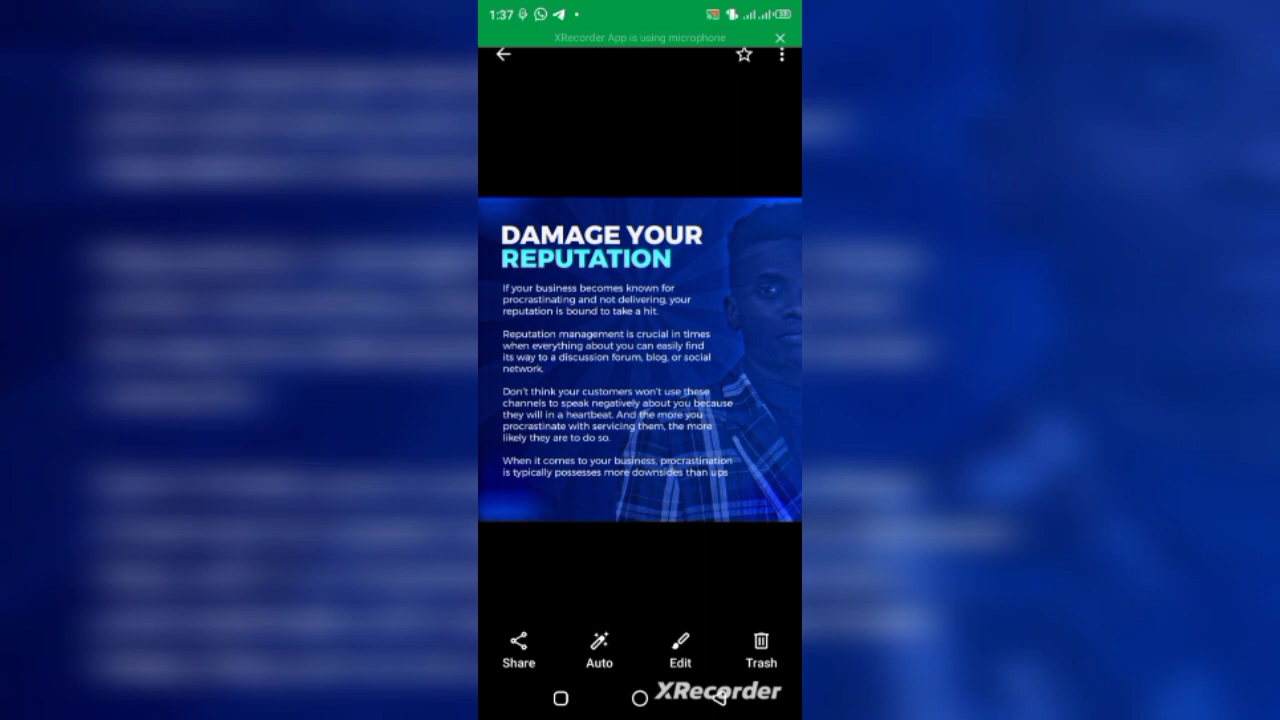 1:37
XRecorder App is using microphone
DAMAGE YOUR
REPUTATION
If your business becomes known for
procrastinating and not delivering, your
reputation is bound to take a hit.
Reputation management is crucial in times
when everything about you can easily find
its way to a discussion forum, blog, or social
network.
Don't think your customers won't use these
channels to speak negatively about you because
they will in a heartbeat. And the more you
procrastinate with servicing them, the more
likely they are to do so.
When it comes to your business, procrastination
is typically possesses more downsides than ups
Share Auto Edit Trash
XRecorder